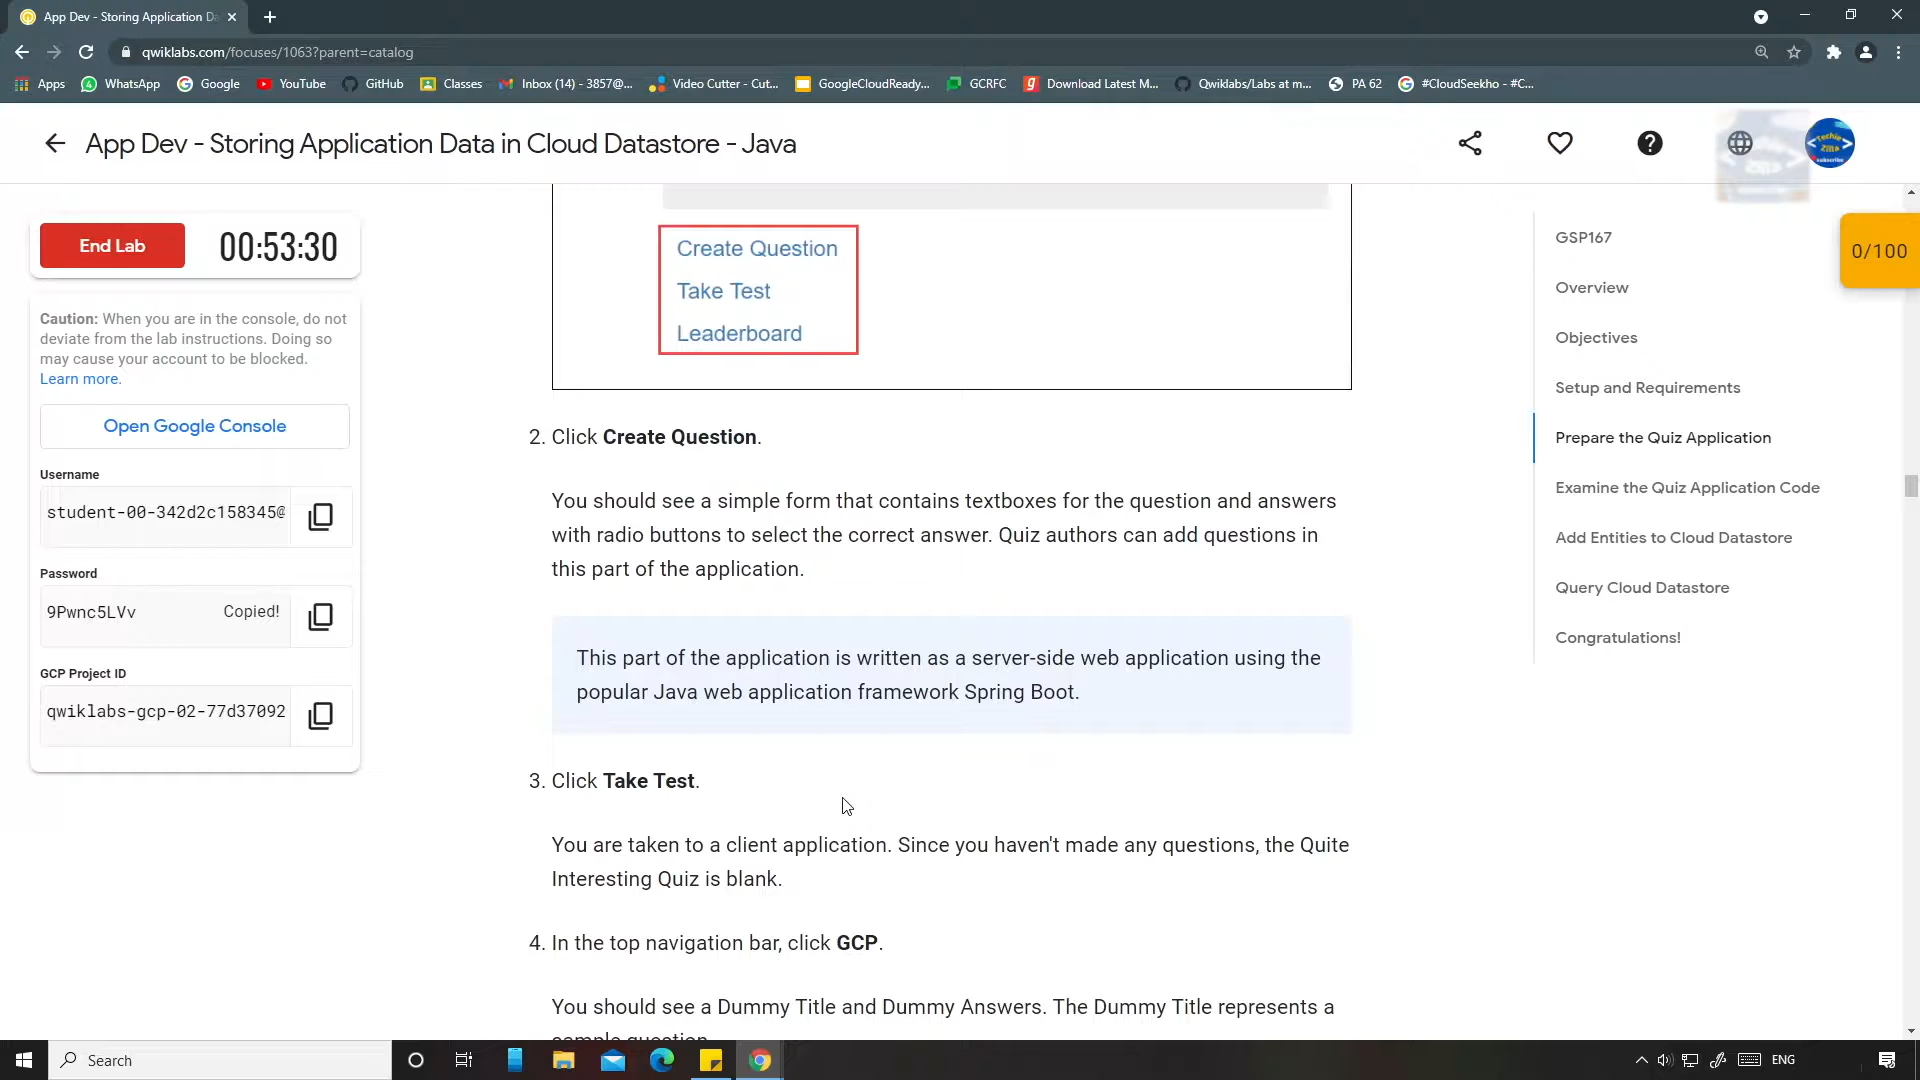 App Dev - Storing Application Da
qwiklabs.com/focuses/1063?parent=catalog
Apps WhatsApp Google YouTube GitHub Classes Inbox (14) - 3857@... Video Cutter - Cut... GoogleCloudReady... GCRFC Download Latest M... Qwiklabs/Labs at m... PA 62 #CloudSeekho - #C...
App Dev - Storing Application Data in Cloud Datastore - Java
<Techie Zilla>
subscribe
End Lab 00:53:30
Caution: When you are in the console, do not
deviate from the lab instructions. Doing so
may cause your account to be blocked.
Learn more.
Open Google Console
Username
student-00-342d2c158345@
Password
9Pwnc5LVv Copied!
GCP Project ID
qwiklabs-gcp-02-77d37092
Create Question
Take Test
Leaderboard
2. Click Create Question.
You should see a simple form that contains textboxes for the question and answers
with radio buttons to select the correct answer. Quiz authors can add questions in
this part of the application.
This part of the application is written as a server-side web application using the
popular Java web application framework Spring Boot.
3. Click Take Test.
You are taken to a client application. Since you haven't made any questions, the Quite
Interesting Quiz is blank.
4. In the top navigation bar, click GCP.
You should see a Dummy Title and Dummy Answers. The Dummy Title represents a
sample question
GSP167
Overview
Objectives
Setup and Requirements
Prepare the Quiz Application
Examine the Quiz Application Code
Add Entities to Cloud Datastore
Query Cloud Datastore
Congratulations!
0/100
Search
ENG